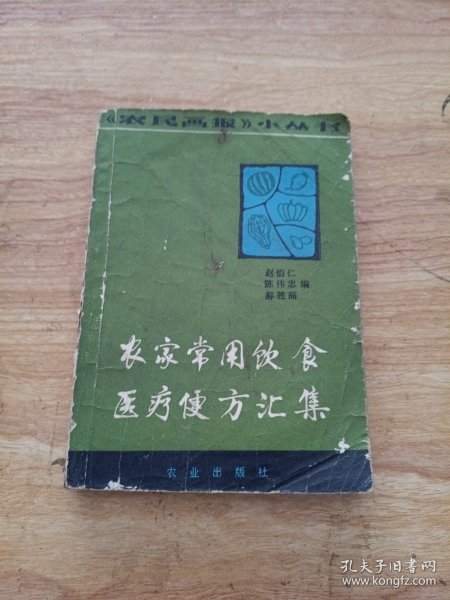 《农民画报》小丛书
赵伯仁
陈伟忠编
郝胜丽
农家常用饮食
医疗便方汇集
农业出版社
孔夫子旧书网
www.kongfz.com